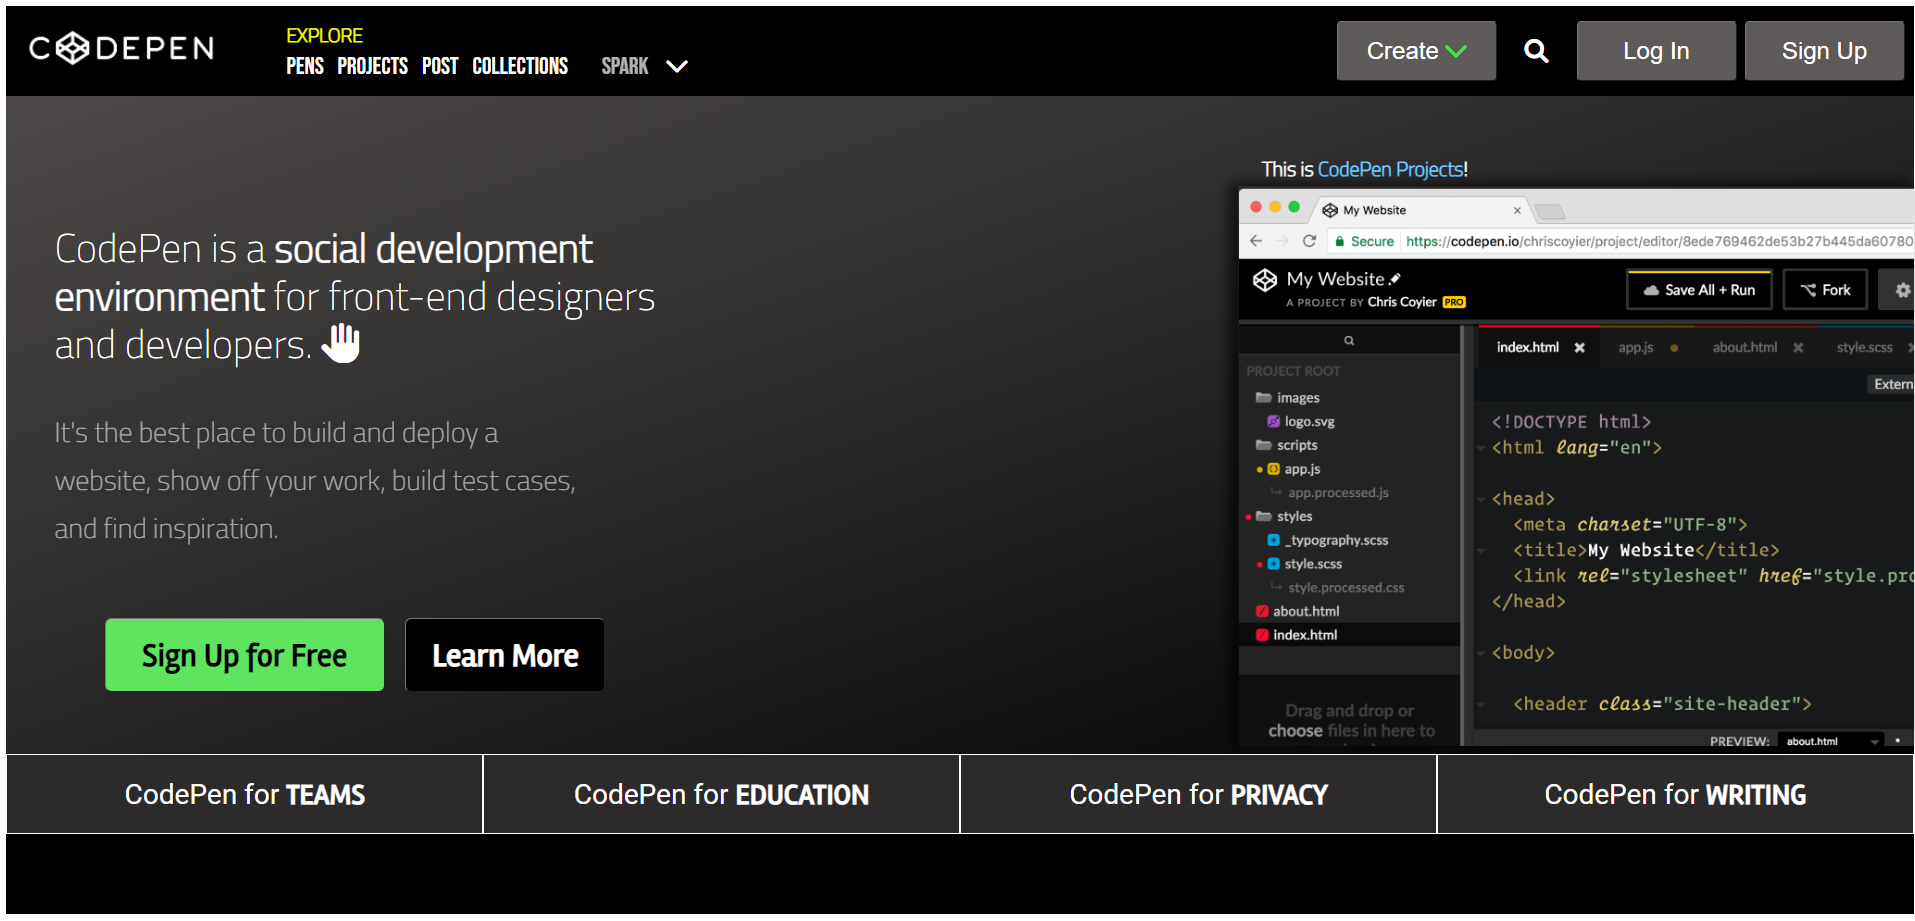 CODEPEN
EXPLORE
PENS PROJECTS POST COLLECTIONS SPARK
Create
Log In
Sign Up
CodePen is a social development
environment for front-end designers
and developers.
It's the best place to build and deploy a
website, show off your work, build test cases,
and find inspiration.
Sign Up for Free
Learn More
This is CodePen Projects!
My Website
Secure https://codepen.io/chriscoyier/project/editor/8ede769462de53b27b445da60780
My Website
A PROJECT BY Chris Coyier PRO
Save All + Run
Fork
PROJECT ROOT
images
logo.svg
scripts
app.js
app.processed.js
styles
_typography.scss
style.scss
style.processed.css
about.html
index.html
Drag and drop or
choose files in here to
index.html app.js about.html style.scss
Extern
<!DOCTYPE html>
<html lang="en">
<head>
<meta charset="UTF-8">
<title>My Website</title>
<link rel="stylesheet" href="style.pro
</head>
<body>
<header class="site-header">
PREVIEW: about.html
CodePen for TEAMS
CodePen for EDUCATION
CodePen for PRIVACY
CodePen for WRITING